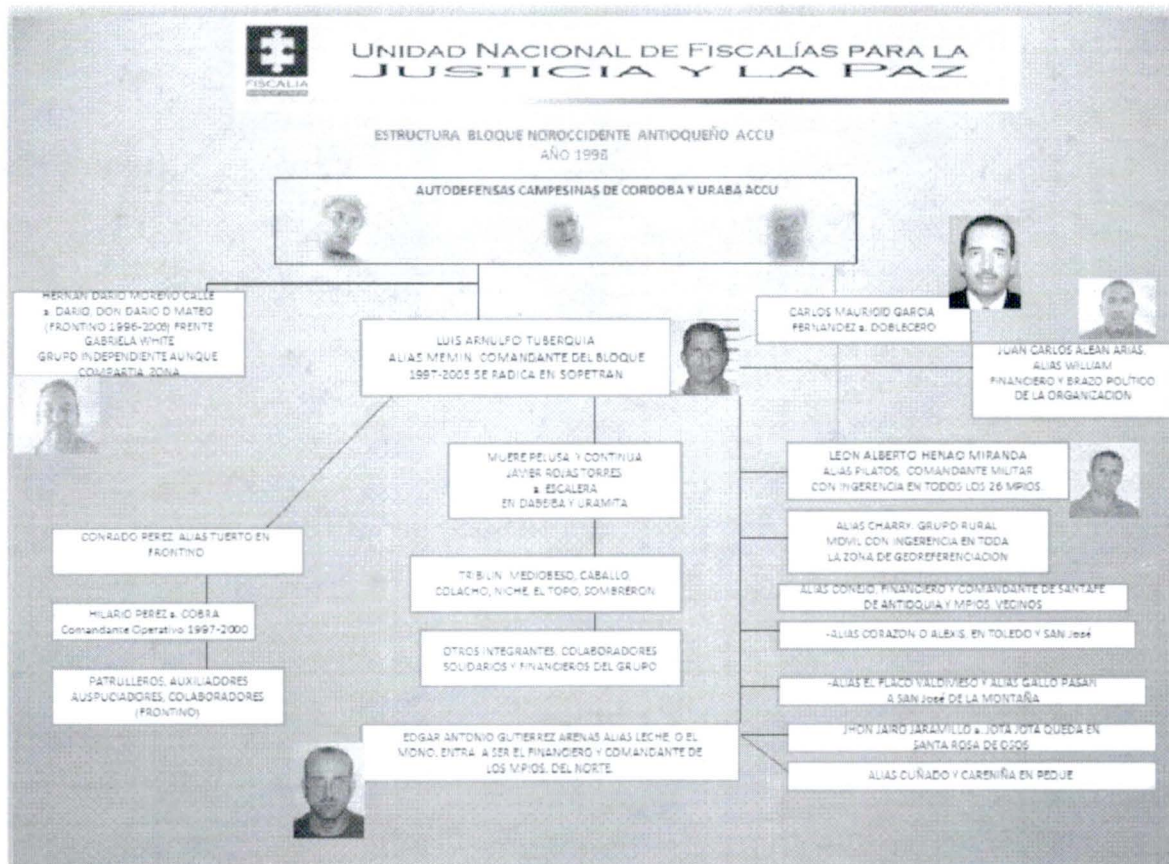 UNIDAD NACIONAL DE FISCALÍAS PARA LA
JUSTICIA Y LA PAZ
FISCALIA
ESTRUCTURA BLOQUE NOROCCIDENTE ANTIOQUEÑO ACCU
AÑO 1998
AUTODEFENSAS CAMPESINAS DE CORDOBA Y URABA ACCU
HERNAN DARIO MORENO CALLE
a. DARIO, DON DARIO O MATEO
(FRONTINO 1996-2006) FRENTE
GABRIELA WHITE
GRUPO INDEPENDIENTE AUNQUE
COMPARTIA ZONA
LUIS ARNULFO TUBERQUIA
ALIAS MEMIN COMANDANTE DEL BLOQUE
1997-2005 SE RADICA EN SOPETRAN
CARLOS MAURICIO GARCIA
FERNANDEZ a. DOBLECERO
JUAN CARLOS ALEAN ARIAS,
ALIAS WILLIAM
FINANCIERO Y BRAZO POLÍTICO
DE LA ORGANIZACIÓN
MUERE PELUSA Y CONTINUA
JAVIER ROJAS TORRES
a. ESCALERA
EN DABEIBA Y URAMITA
LEON ALBERTO HENAO MIRANDA
ALIAS PILATOS, COMANDANTE MILITAR
CON INGERENCIA EN TODOS LOS 26 MPIOS.
CONRADO PEREZ ALIAS TUERTO EN
FRONTINO
ALIAS CHARRY, GRUPO RURAL
MOVIL CON INGERENCIA EN TODA
LA ZONA DE GEOREFERENCIACION
TRIBILIN, MEDIOBESO, CABALLO,
COLACHO, NICHE, EL TOPO, SOMBRERON
ALIAS CONEJO, FINANCIERO Y COMANDANTE DE SANTAFE
DE ANTIOQUIA Y MPIOS. VECINOS
HILARIO PEREZ a. COBRA
Comandante Operativo 1997-2000
-ALIAS CORAZON O ALEXIS, EN TOLEDO Y SAN José
OTROS INTEGRANTES, COLABORADORES
SOLIDARIOS Y FINANCIEROS DEL GRUPO
PATRULLEROS, AUXILIADORES
AUSPICIADORES, COLABORADORES
(FRONTINO)
-ALIAS EL FLACO VALDIVIESO Y ALIAS GALLO PASAN
A SAN José DE LA MONTAÑA
EDGAR ANTONIO GUTIERREZ ARENAS ALIAS LECHE, O EL
MONO, ENTRA A SER EL FINANCIERO Y COMANDANTE DE
LOS MPIOS. DEL NORTE.
JHON JAIRO JARAMILLO a. JOTA JOTA QUEDA EN
SANTA ROSA DE OSOS
ALIAS CUÑADO Y CARENIÑA EN PEQUE